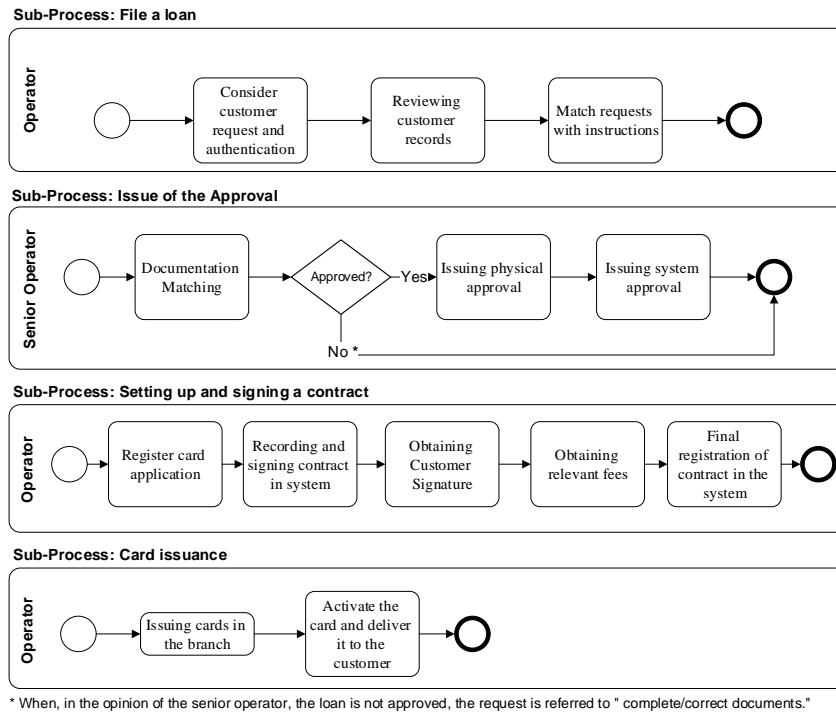 Sub-Process: File a loan
Operator
Consider
customer
request and
authentication
Reviewing
customer
records
Match requests
with instructions
Sub-Process: Issue of the Approval
Senior Operator
Documentation
Matching
Approved?
Yes
No *
Issuing physical
approval
Issuing system
approval
Sub-Process: Setting up and signing a contract
Operator
Register card
application
Recording and
signing contract
in system
Obtaining
Customer
Signature
Obtaining
relevant fees
Final
registration of
contract in the
system
Sub-Process: Card issuance
Operator
Issuing cards in
the branch
Activate the
card and deliver
it to the
customer
* When, in the opinion of the senior operator, the loan is not approved, the request is referred to " complete/correct documents."